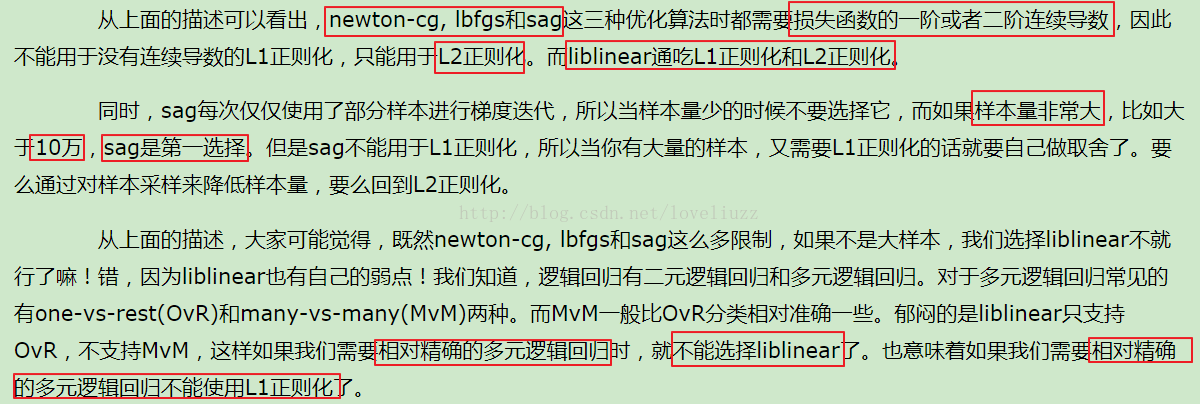 从上面的描述可以看出，newton-cg, lbfgs和sag这三种优化算法时都需要损失函数的一阶或者二阶连续导数，因此
不能用于没有连续导数的L1正则化，只能用于L2正则化。而liblinear通吃L1正则化和L2正则化。
同时，sag每次仅仅使用了部分样本进行梯度迭代，所以当样本量少的时候不要选择它，而如果样本量非常大，比如大
于10万，sag是第一选择。但是sag不能用于L1正则化，所以当你有大量的样本，又需要L1正则化的话就要自己做取舍了。要
么通过对样本采样来降低样本量，要么回到L2正则化。
http://blog.csdn.net/loveliuzz
从上面的描述，大家可能觉得，既然newton-cg, lbfgs和sag这么多限制，如果不是大样本，我们选择liblinear不就
行了嘛！错，因为liblinear也有自己的弱点！我们知道，逻辑回归有二元逻辑回归和多元逻辑回归。对于多元逻辑回归常见的
有one-vs-rest(OvR)和many-vs-many(MvM)两种。而MvM一般比OvR分类相对准确一些。郁闷的是liblinear只支持
OvR，不支持MvM，这样如果我们需要相对精确的多元逻辑回归时，就不能选择liblinear了。也意味着如果我们需要相对精确
的多元逻辑回归不能使用L1正则化了。